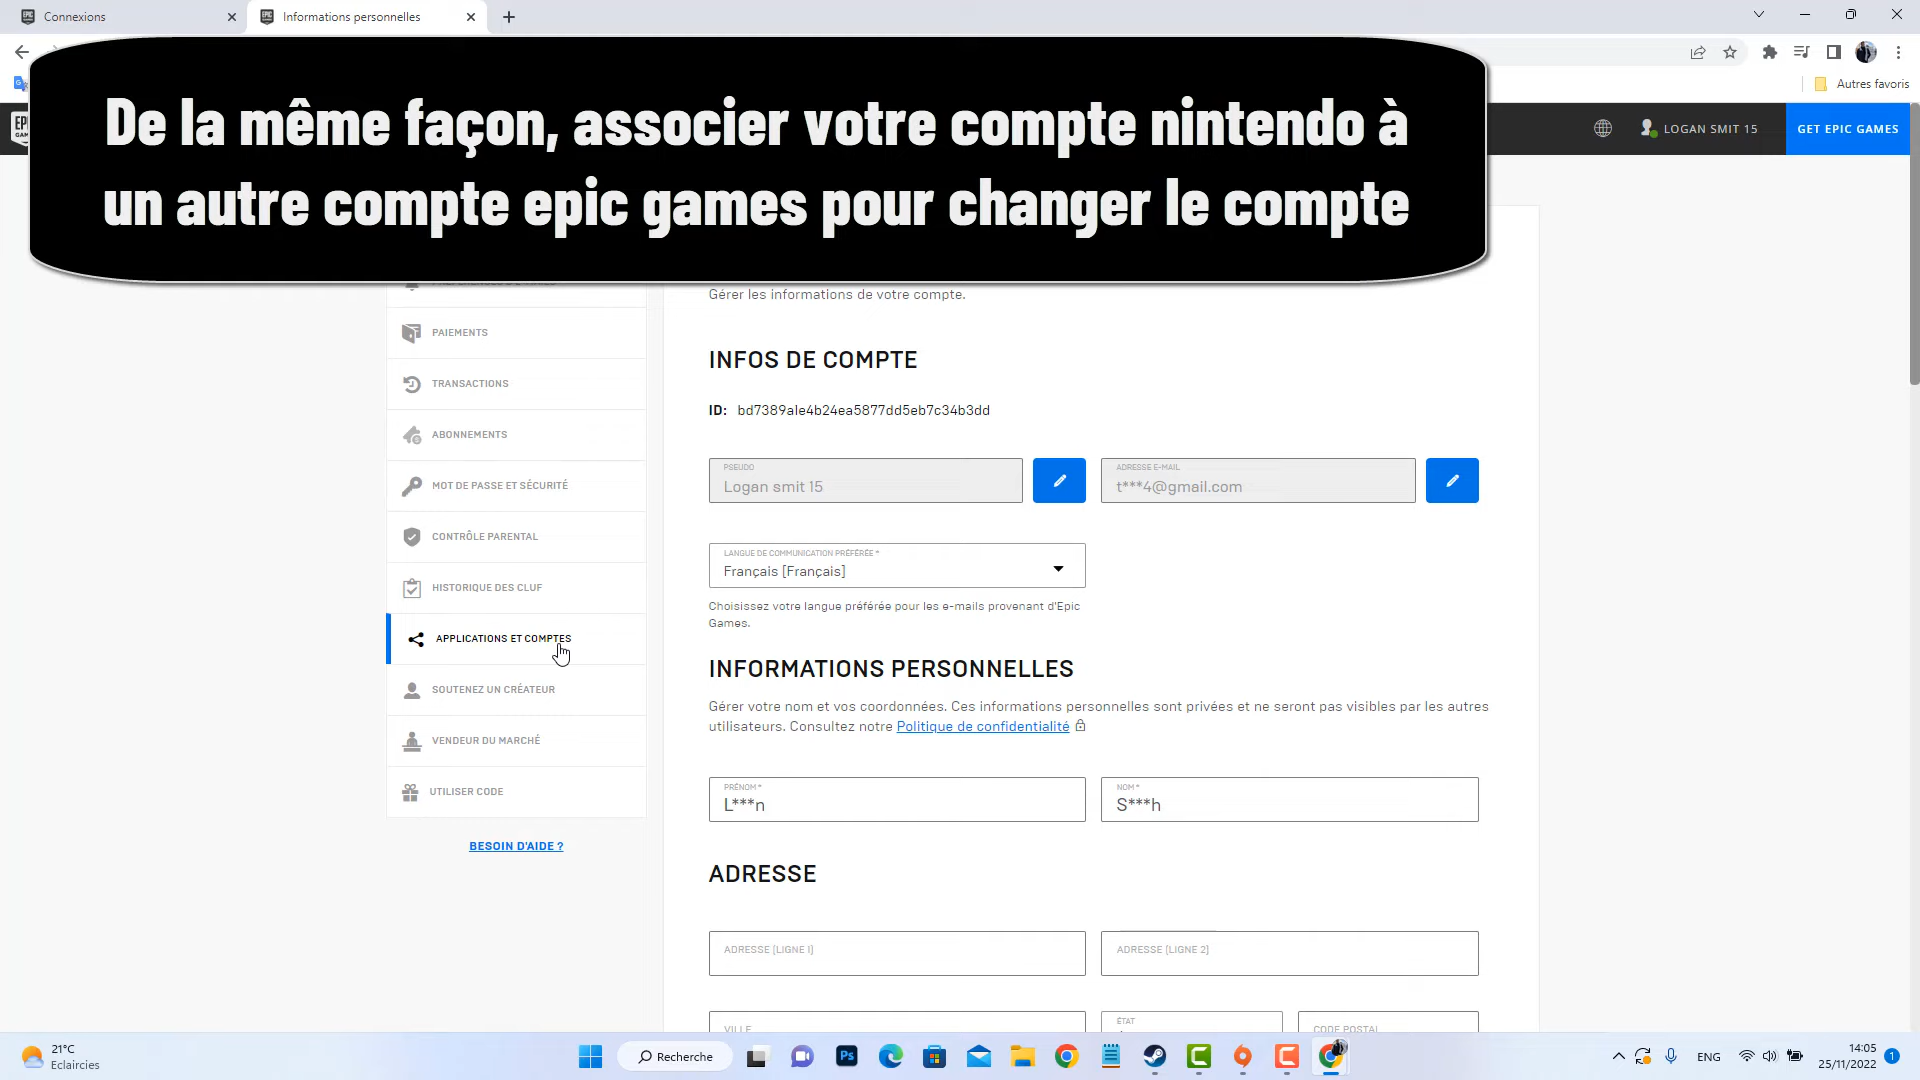 Connexions
Informations personnelles
Autres favoris
De la même façon, associer votre compte nintendo à
un autre compte epic games pour changer le compte
LOGAN SMIT 15
GET EPIC GAMES
Gérer les informations de votre compte.
PAIEMENTS
TRANSACTIONS
ABONNEMENTS
MOT DE PASSE ET SÉCURITÉ
CONTRÔLE PARENTAL
HISTORIQUE DES CLUF
APPLICATIONS ET COMPTES
SOUTENEZ UN CRÉATEUR
VENDEUR DU MARCHÉ
UTILISER CODE
BESOIN D'AIDE ?
INFOS DE COMPTE
ID: bd7389a1e4b24ea5877dd5eb7c34b3dd
PSEUDO
Logan smit 15
ADRESSE E-MAIL
t***4@gmail.com
LANGUE DE COMMUNICATION PRÉFÉRÉE *
Français [Français]
Choisissez votre langue préférée pour les e-mails provenant d'Epic
Games.
INFORMATIONS PERSONNELLES
Gérer votre nom et vos coordonnées. Ces informations personnelles sont privées et ne seront pas visibles par les autres
utilisateurs. Consultez notre Politique de confidentialité
PRÉNOM *
L***n
NOM *
S***h
ADRESSE
ADRESSE (LIGNE 1)
ADRESSE (LIGNE 2)
VILLE
ÉTAT
CODE POSTAL
21°C
Eclaircies
Recherche
Ps
ENG
14:05
25/11/2022
1